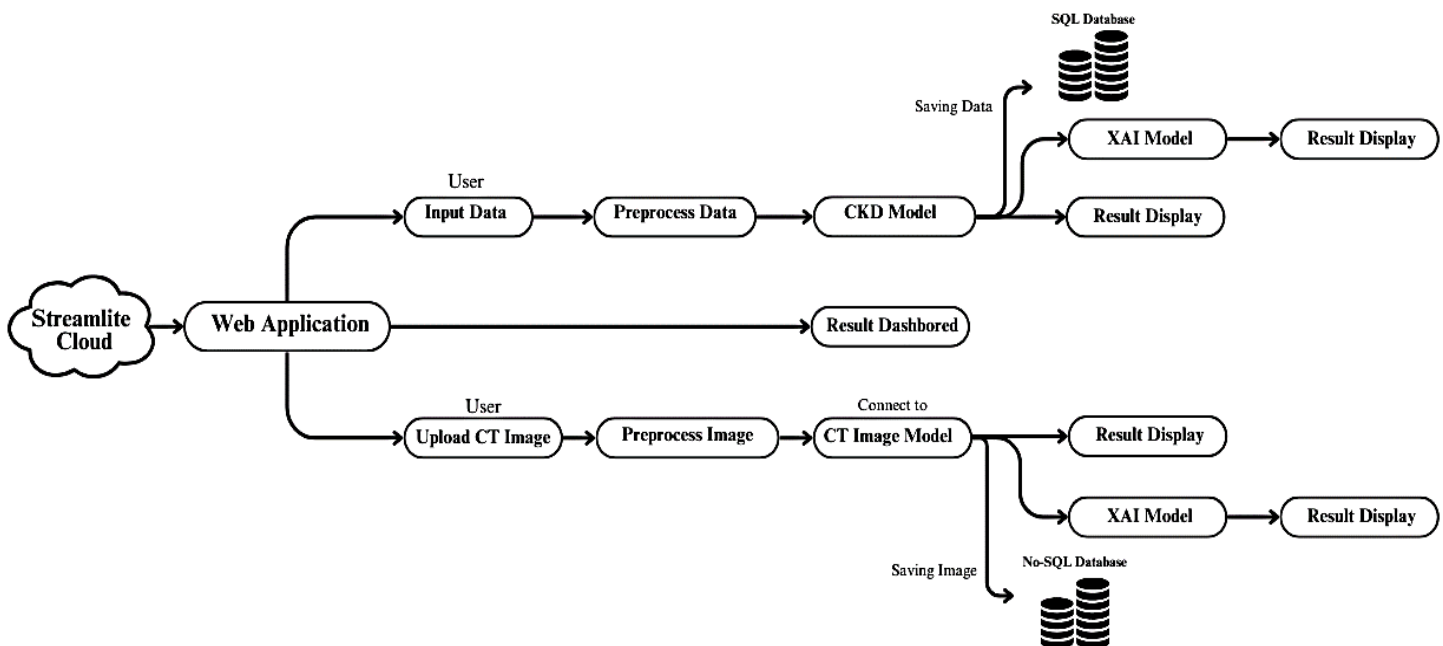 SQL Database
Saving Data
XAI Model
Result Display
User
Input Data
Preprocess Data
CKD Model
Result Display
Streamlite
Cloud
Web Application
Result Dashbored
User
Upload CT Image
Preprocess Image
Connect to
CT Image Model
Result Display
XAI Model
Result Display
Saving Image
No-SQL Database